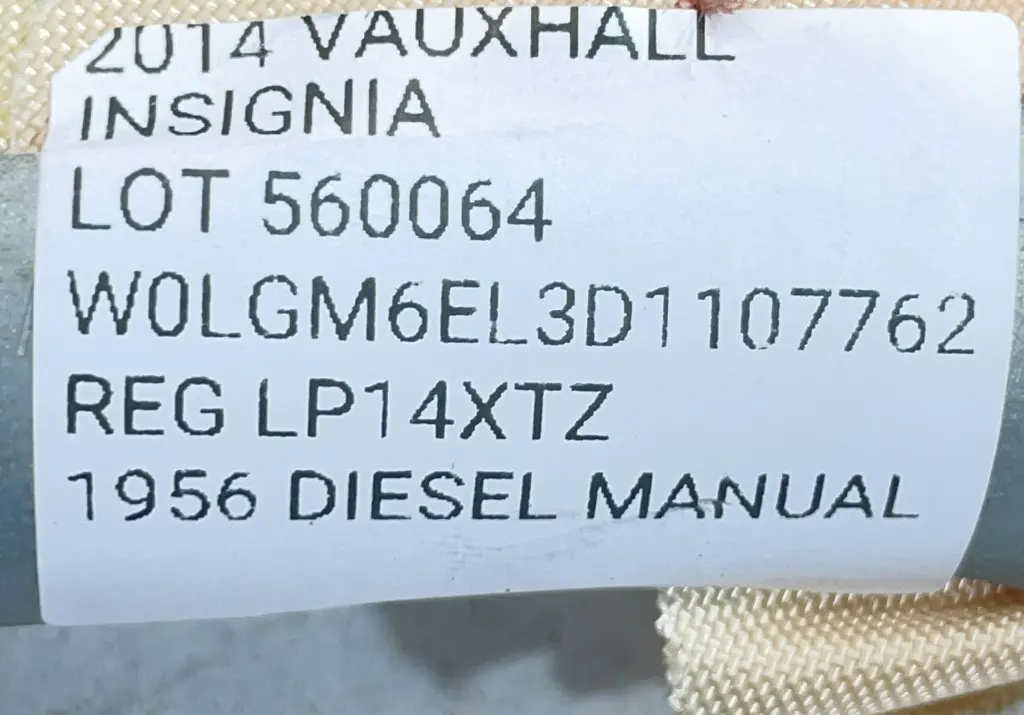 2014 VAUXHALL
INSIGNIA
LOT 560064
W0LGM6EL3D1107762
REG LP14XTZ
1956 DIESEL MANUAL